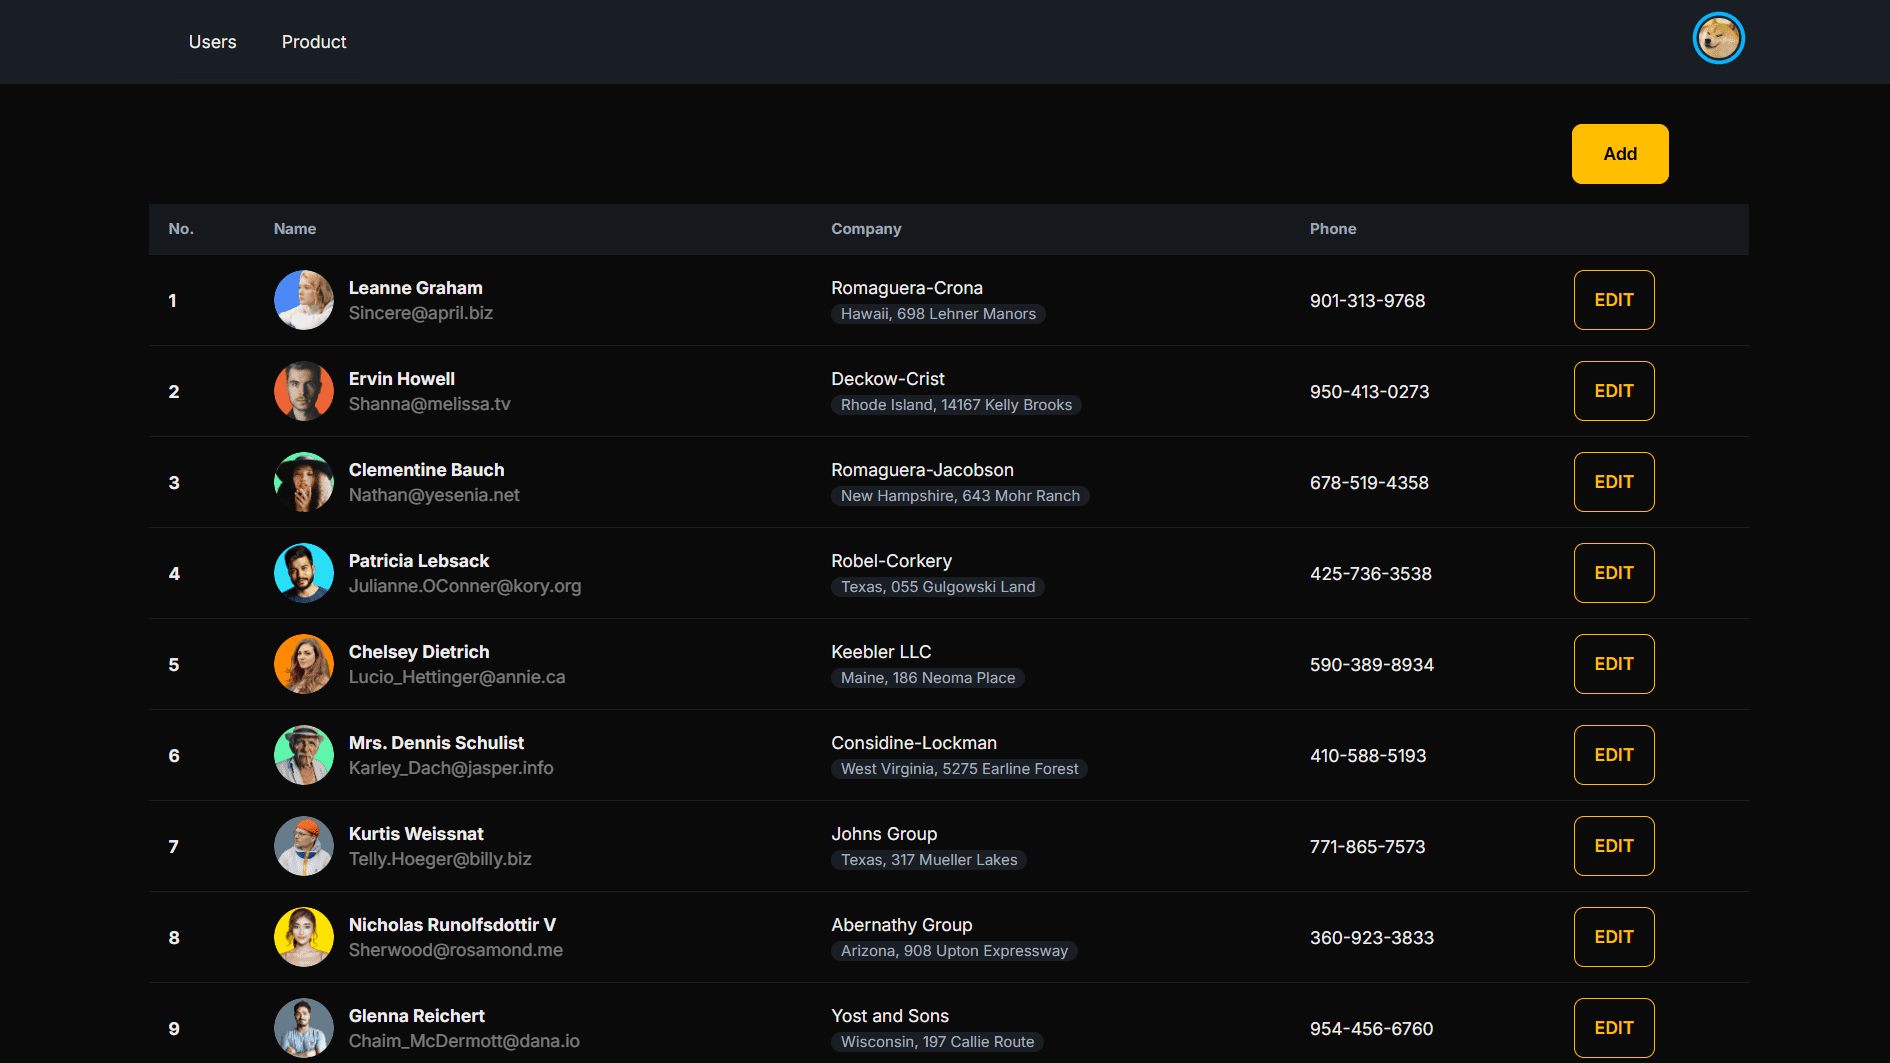 Users Product
Add
No. Name Company Phone
1 Leanne Graham Romaguera-Crona 901-313-9768 EDIT
Sincere@april.biz Hawaii, 698 Lehner Manors
2 Ervin Howell Deckow-Crist 950-413-0273 EDIT
Shanna@melissa.tv Rhode Island, 14167 Kelly Brooks
3 Clementine Bauch Romaguera-Jacobson 678-519-4358 EDIT
Nathan@yesenia.net New Hampshire, 643 Mohr Ranch
4 Patricia Lebsack Robel-Corkery 425-736-3538 EDIT
Julianne.OConner@kory.org Texas, 055 Gulgowski Land
5 Chelsey Dietrich Keebler LLC 590-389-8934 EDIT
Lucio_Hettinger@annie.ca Maine, 186 Neoma Place
6 Mrs. Dennis Schulist Considine-Lockman 410-588-5193 EDIT
Karley_Dach@jasper.info West Virginia, 5275 Earline Forest
7 Kurtis Weissnat Johns Group 771-865-7573 EDIT
Telly.Hoeger@billy.biz Texas, 317 Mueller Lakes
8 Nicholas Runolfsdottir V Abernathy Group 360-923-3833 EDIT
Sherwood@rosamond.me Arizona, 908 Upton Expressway
9 Glenna Reichert Yost and Sons 954-456-6760 EDIT
Chaim_McDermott@dana.io Wisconsin, 197 Callie Route